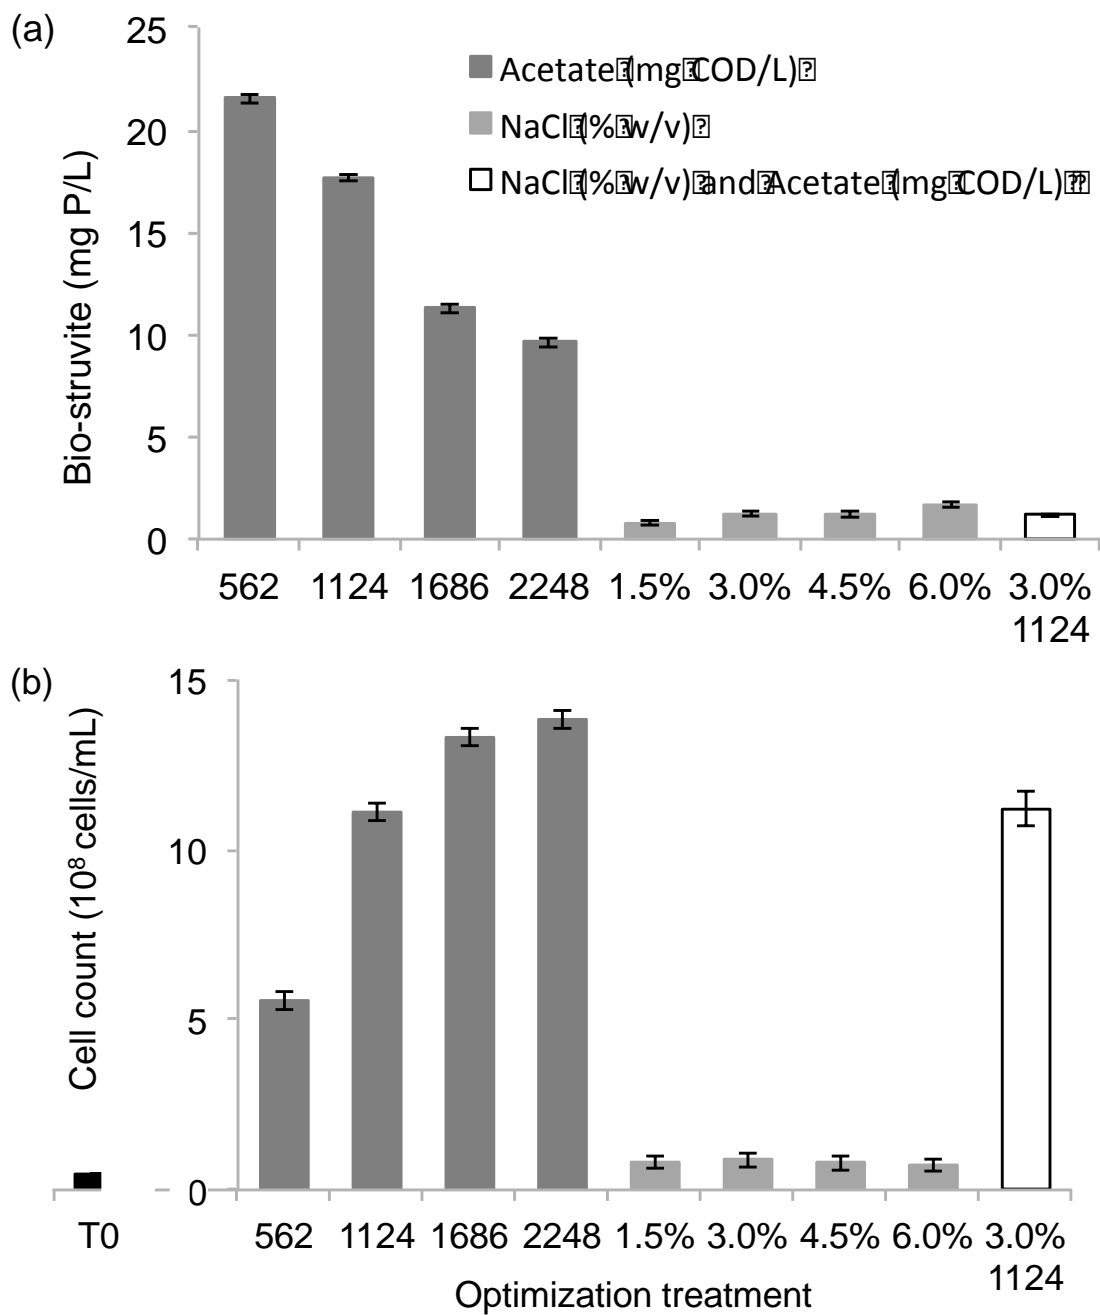 (a)
25
20
15
10
5
0
Bio-struvite (mg P/L)
Acetate (mg COD/L)
NaCl (% w/v)
NaCl (% w/v) and Acetate (mg COD/L)
562 1124 1686 2248 1.5% 3.0% 4.5% 6.0% 3.0%
1124
(b)
15
10
5
0
Cell count (10⁸ cells/mL)
T0 562 1124 1686 2248 1.5% 3.0% 4.5% 6.0% 3.0%
1124
Optimization treatment